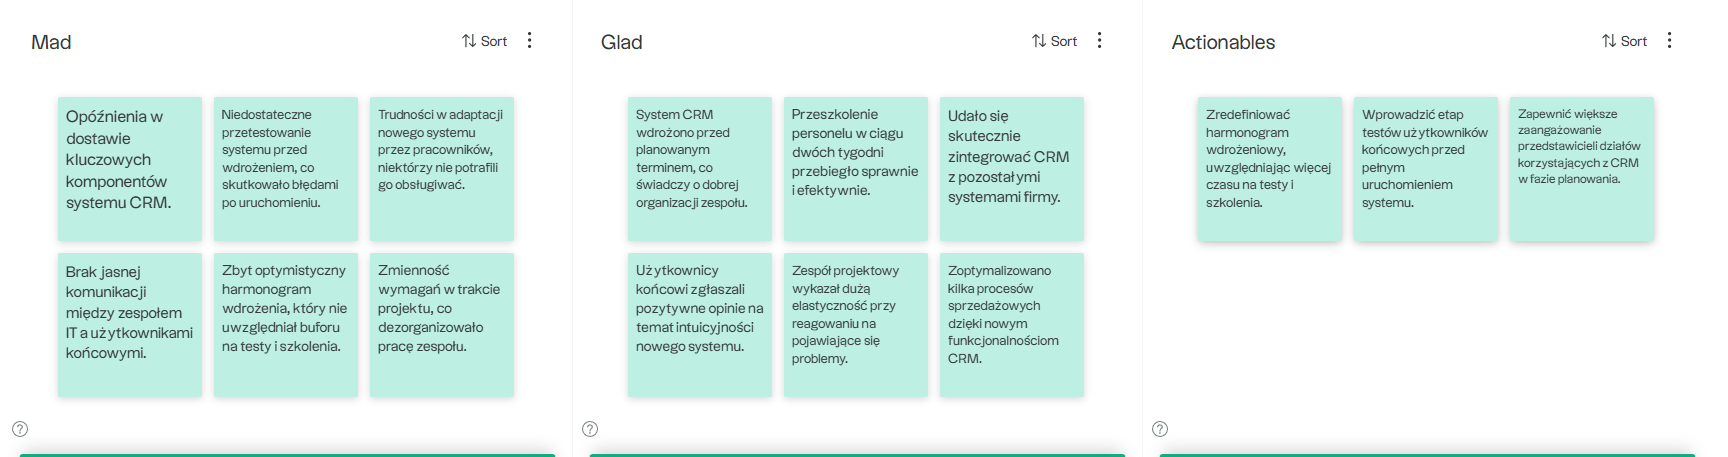 Mad
Sort
Opóźnienia w
dostawie
kluczowych
komponentów
systemu CRM.
Niedostateczne
przetestowanie
systemu przed
wdrożeniem, co
skutkowało błędami
po uruchomieniu.
Trudności w adaptacji
nowego systemu
przez pracowników,
niektórzy nie potrafili
go obsługiwać.
Brak jasnej
komunikacji
między zespołem
IT a użytkownikami
końcowymi.
Zbyt optymistyczny
harmonogram
wdrożenia, który nie
uwzględniał buforu
na testy i szkolenia.
Zmienność
wymagań w trakcie
projektu, co
dezorganizowało
pracę zespołu.
?
Glad
Sort
System CRM
wdrożono przed
planowanym
terminem, co
świadczy o dobrej
organizacji zespołu.
Przeszkolenie
personelu w ciągu
dwóch tygodni
przebiegło sprawnie
i efektywnie.
Udało się
skutecznie
zintegrować CRM
z pozostałymi
systemami firmy.
Użytkownicy
końcowi zgłaszali
pozytywne opinie na
temat intuicyjności
nowego systemu.
Zespół projektowy
wykazał dużą
elastyczność przy
reagowaniu na
pojawiające się
problemy.
Zoptymalizowano
kilka procesów
sprzedażowych
dzięki nowym
funkcjonalnościom
CRM.
?
Actionables
Sort
Zredefiniować
harmonogram
wdrożeniowy,
uwzględniając więcej
czasu na testy i
szkolenia.
Wprowadzić etap
testów użytkowników
końcowych przed
pełnym
uruchomieniem
systemu.
Zapewnić większe
zaangażowanie
przedstawicieli działów
korzystających z CRM
w fazie planowania.
?